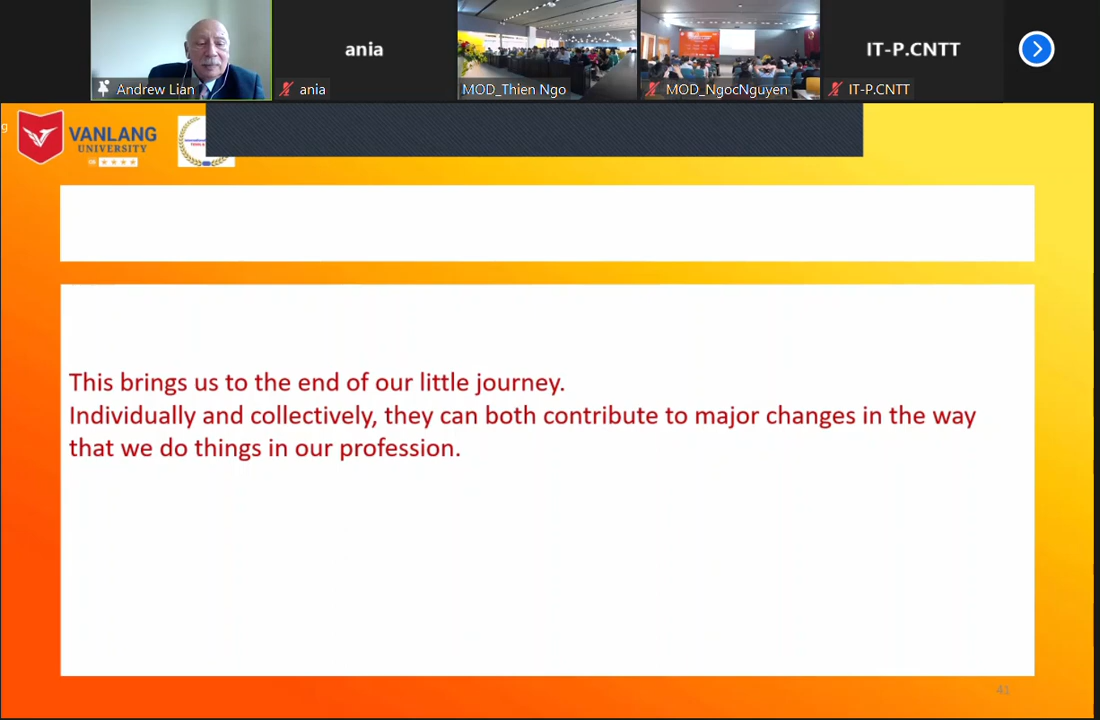 ania
IT-P.CNTT
Andrew Lian
ania
MOD_Thien Ngo
MOD_NgocNguyen
IT-P.CNTT
g
VANLANG
UNIVERSITY
This brings us to the end of our little journey.
Individually and collectively, they can both contribute to major changes in the way
that we do things in our profession.
41